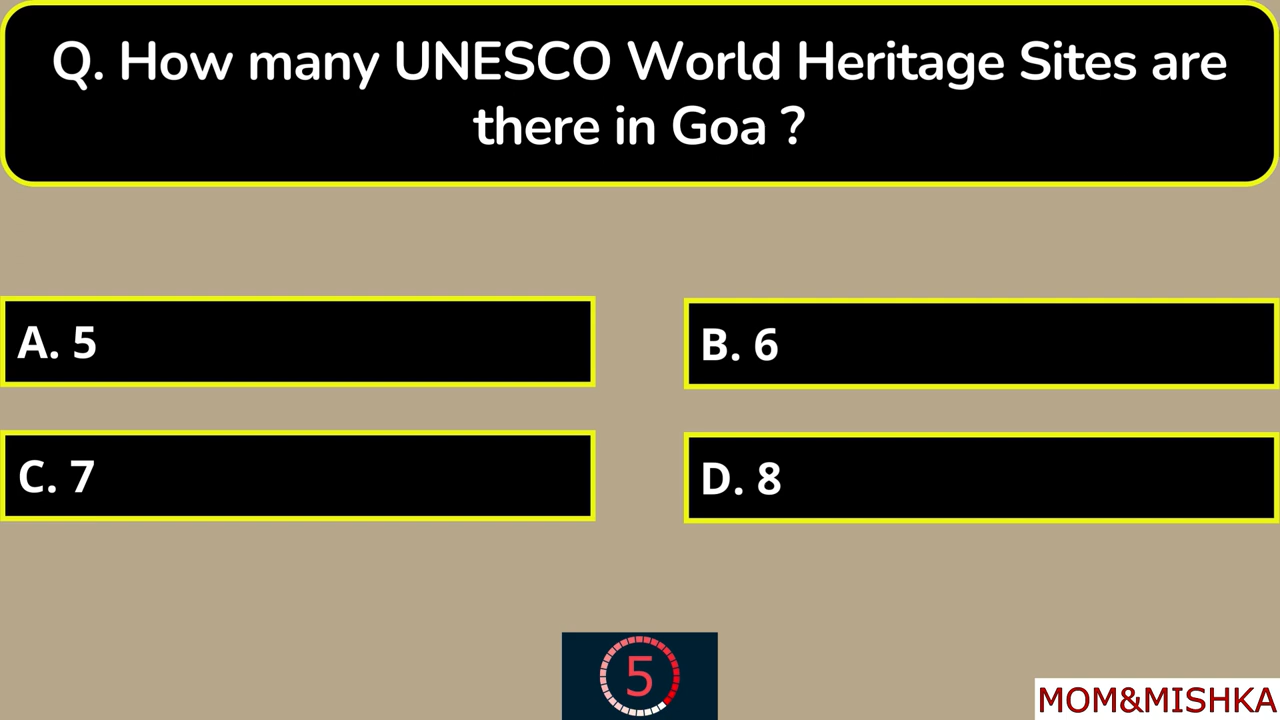 Q. How many UNESCO World Heritage Sites are
there in Goa ?
A. 5
B. 6
C. 7
D. 8
5
MOM&MISHKA